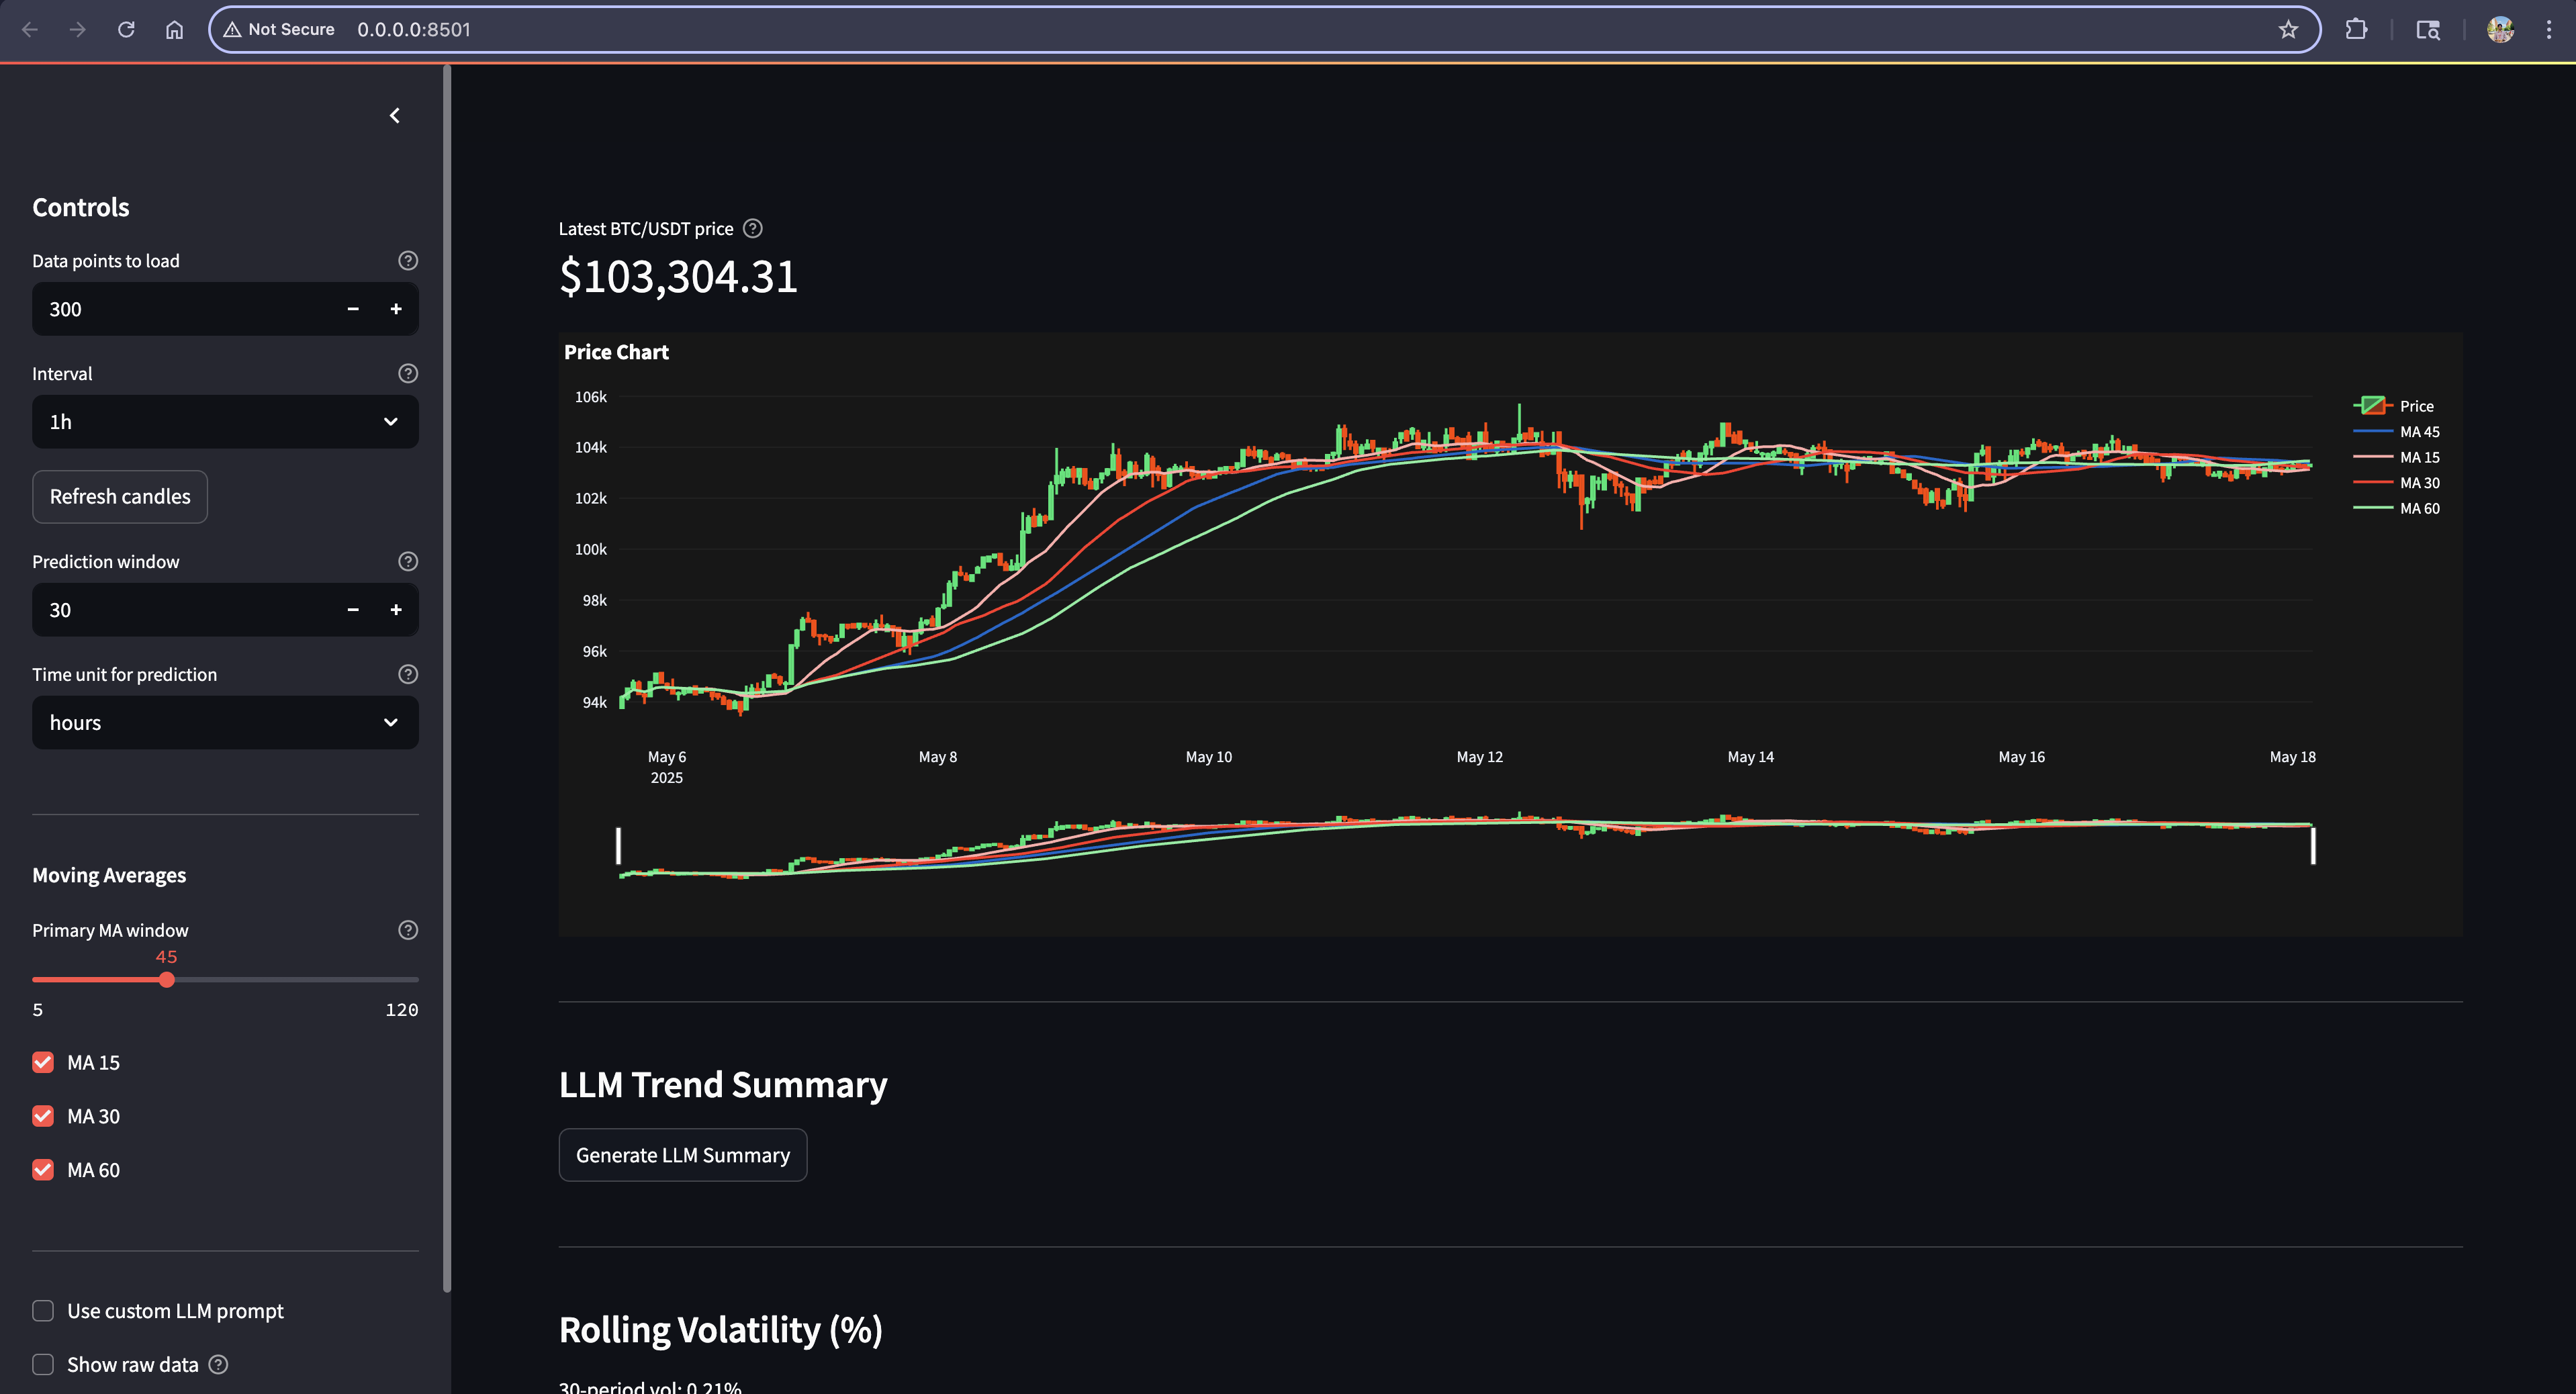 Not Secure 0.0.0.0:8501
Controls
Data points to load
300
Interval
1h
Refresh candles
Prediction window
30
Time unit for prediction
hours
Moving Averages
Primary MA window
45
5 120
MA 15
MA 30
MA 60
Use custom LLM prompt
Show raw data
Latest BTC/USDT price
$103,304.31
Price Chart
106k
104k
102k
100k
98k
96k
94k
May 6 May 8 May 10 May 12 May 14 May 16 May 18
2025
Price
MA 45
MA 15
MA 30
MA 60
LLM Trend Summary
Generate LLM Summary
Rolling Volatility (%)
30-period vol: 0.21%